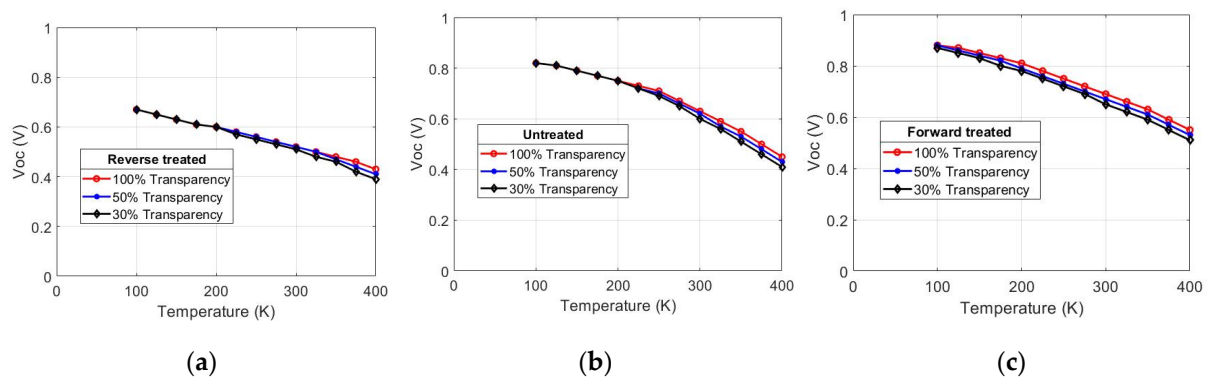 1
0.8
0.6
0.4
0.2
0
Voc (V)
Reverse treated
100% Transparency
50% Transparency
30% Transparency
0
100
200
300
400
Temperature (K)
(a)
1
0.8
0.6
0.4
0.2
0
Voc (V)
Untreated
100% Transparency
50% Transparency
30% Transparency
0
100
200
300
400
Temperature (K)
(b)
1
0.8
0.6
0.4
0.2
0
Voc (V)
Forward treated
100% Transparency
50% Transparency
30% Transparency
0
100
200
300
400
Temperature (K)
(c)